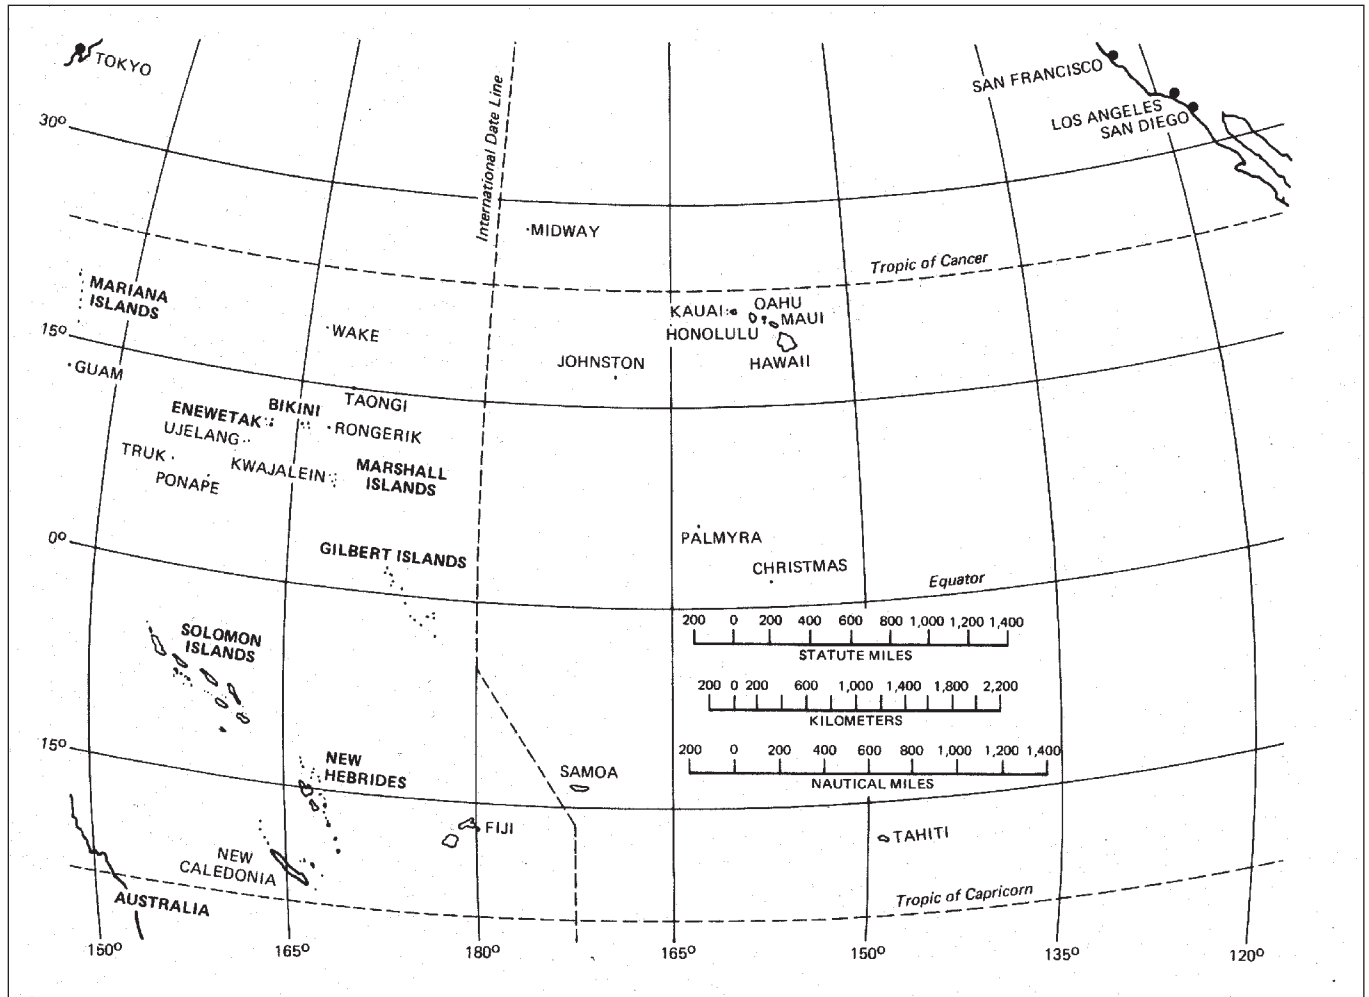 TOKYO
SAN FRANCISCO
LOS ANGELES
SAN DIEGO
30°
International Date Line
MIDWAY
Tropic of Cancer
MARIANA
ISLANDS
KAUAI
OAHU
MAUI
HONOLULU
HAWAII
15°
WAKE
JOHNSTON
GUAM
TAONGI
BIKINI
ENEWETAK
RONGERIK
UJELANG
TRUK
KWAJALEIN
MARSHALL
ISLANDS
PONAPE
PALMYRA
0°
GILBERT ISLANDS
CHRISTMAS
Equator
200 0 200 400 600 800 1,000 1,200 1,400
STATUTE MILES
SOLOMON
ISLANDS
200 0 200 600 1,000 1,400 1,800 2,200
KILOMETERS
15°
200 0 200 400 600 800 1,000 1,200 1,400
NAUTICAL MILES
NEW
HEBRIDES
SAMOA
FIJI
TAHITI
NEW
CALEDONIA
Tropic of Capricorn
AUSTRALIA
150° 165° 180° 165° 150° 135° 120°